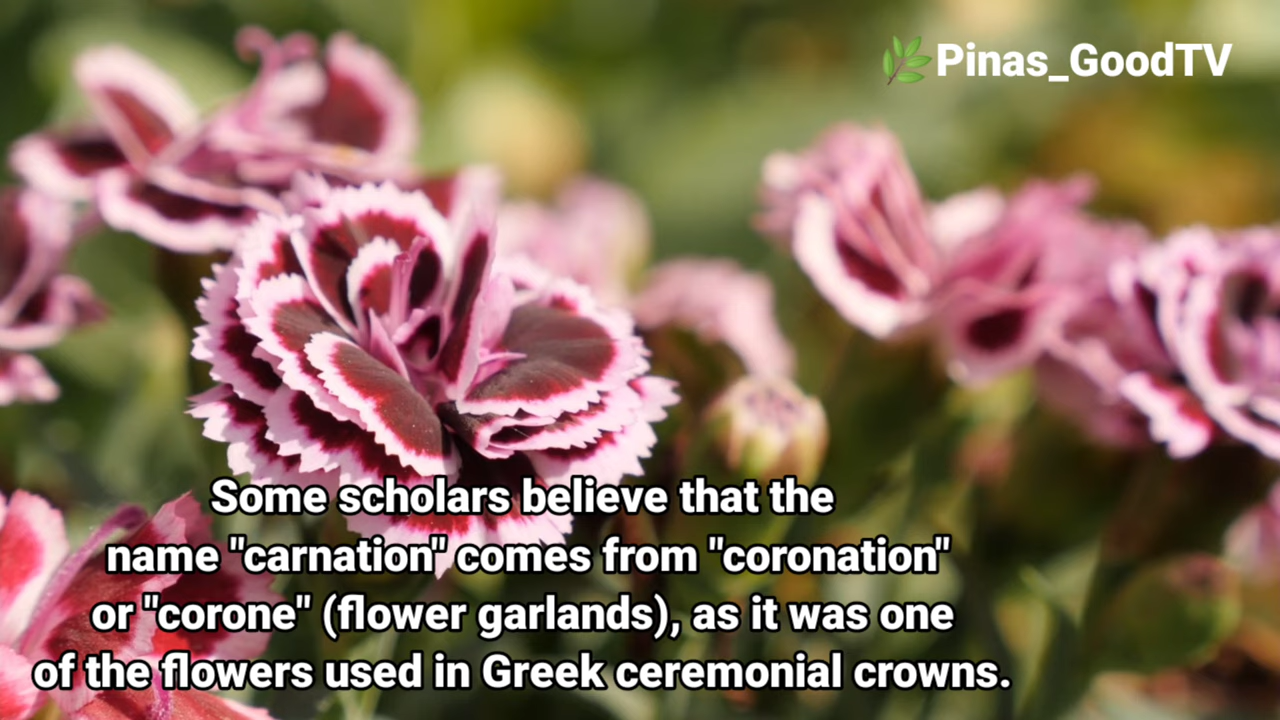 Pinas_GoodTV
Some scholars believe that the
name "carnation" comes from "coronation"
or "corone" (flower garlands), as it was one
of the flowers used in Greek ceremonial crowns.